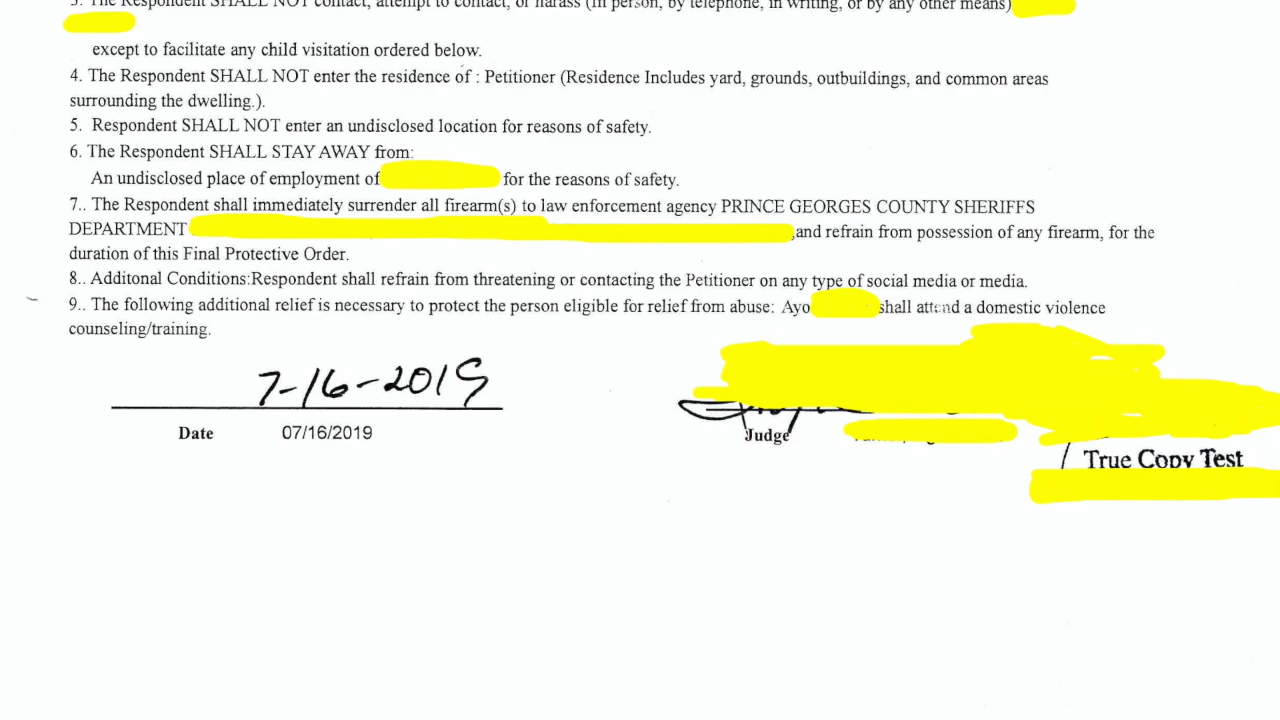 3. The Respondent SHALL NOT contact, attempt to contact, or harass (in person, by telephone, in writing, or by any other means)
except to facilitate any child visitation ordered below.
4. The Respondent SHALL NOT enter the residence of : Petitioner (Residence Includes yard, grounds, outbuildings, and common areas
surrounding the dwelling.).
5. Respondent SHALL NOT enter an undisclosed location for reasons of safety.
6. The Respondent SHALL STAY AWAY from:
An undisclosed place of employment of for the reasons of safety.
7.. The Respondent shall immediately surrender all firearm(s) to law enforcement agency PRINCE GEORGES COUNTY SHERIFFS
DEPARTMENT ,and refrain from possession of any firearm, for the
duration of this Final Protective Order.
8.. Additonal Conditions:Respondent shall refrain from threatening or contacting the Petitioner on any type of social media or media.
9.. The following additional relief is necessary to protect the person eligible for relief from abuse: Ayo shall attend a domestic violence
counseling/training.
7-16-2019
Date 07/16/2019
Judge
True Copy Test